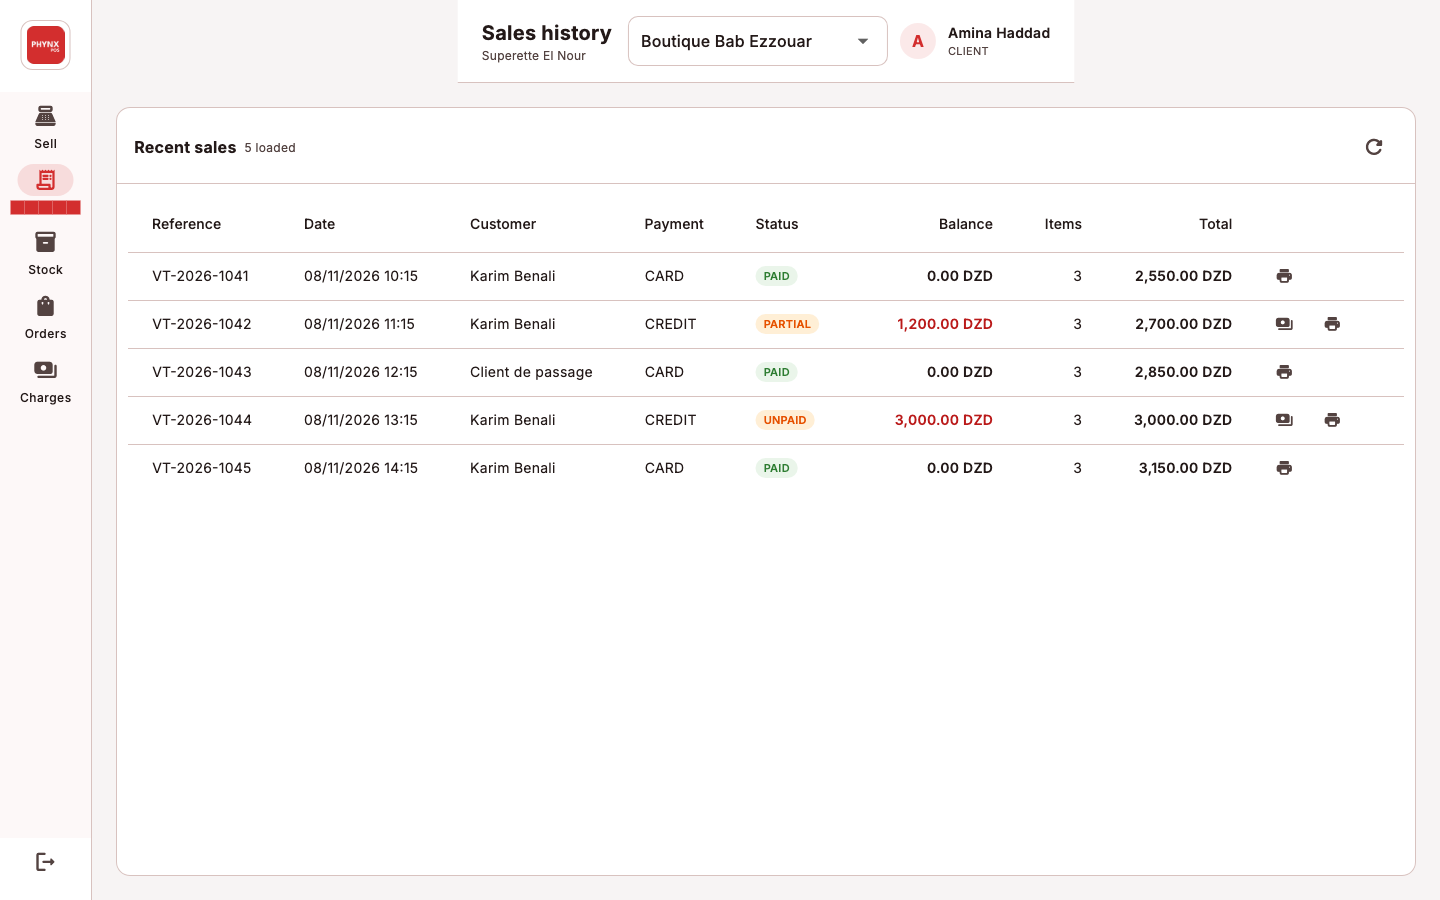 PHYNX
POS
Sales history
Superette El Nour
Boutique Bab Ezzouar
A
Amina Haddad
CLIENT
Sell
Stock
Orders
Charges
Recent sales 5 loaded
Reference Date Customer Payment Status Balance Items Total
VT-2026-1041 08/11/2026 10:15 Karim Benali CARD PAID 0.00 DZD 3 2,550.00 DZD
VT-2026-1042 08/11/2026 11:15 Karim Benali CREDIT PARTIAL 1,200.00 DZD 3 2,700.00 DZD
VT-2026-1043 08/11/2026 12:15 Client de passage CARD PAID 0.00 DZD 3 2,850.00 DZD
VT-2026-1044 08/11/2026 13:15 Karim Benali CREDIT UNPAID 3,000.00 DZD 3 3,000.00 DZD
VT-2026-1045 08/11/2026 14:15 Karim Benali CARD PAID 0.00 DZD 3 3,150.00 DZD